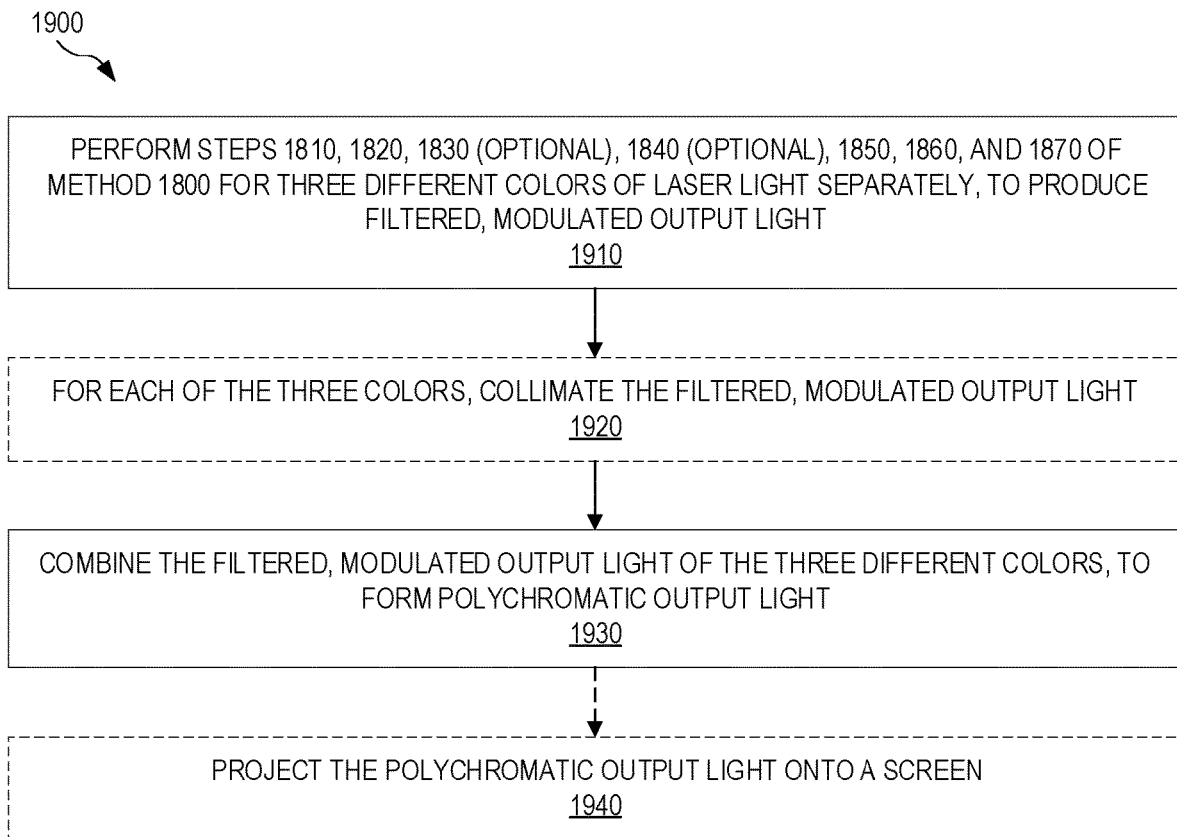 1900
PERFORM STEPS 1810, 1820, 1830 (OPTIONAL), 1840 (OPTIONAL), 1850, 1860, AND 1870 OF
METHOD 1800 FOR THREE DIFFERENT COLORS OF LASER LIGHT SEPARATELY, TO PRODUCE
FILTERED, MODULATED OUTPUT LIGHT
1910
FOR EACH OF THE THREE COLORS, COLLIMATE THE FILTERED, MODULATED OUTPUT LIGHT
1920
COMBINE THE FILTERED, MODULATED OUTPUT LIGHT OF THE THREE DIFFERENT COLORS, TO
FORM POLYCHROMATIC OUTPUT LIGHT
1930
PROJECT THE POLYCHROMATIC OUTPUT LIGHT ONTO A SCREEN
1940